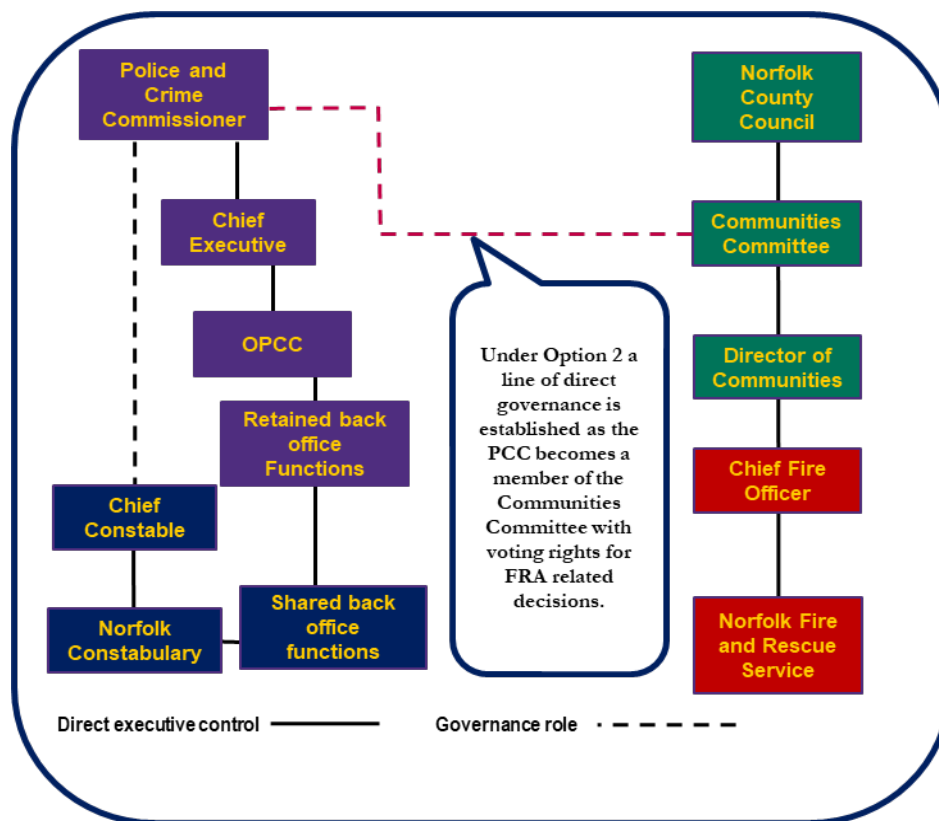 Police and
Crime
Commissioner
Norfolk
County
Council
Chief
Executive
Communities
Committee
OPCC
Director of
Communities
Under Option 2 a
line of direct
governance is
established as the
PCC becomes a
member of the
Communities
Committee with
voting rights for
FRA related
decisions.
Retained back
office
Functions
Chief Fire
Officer
Chief
Constable
Norfolk
Constabulary
Shared back
office
functions
Norfolk Fire
and Rescue
Service
Direct executive control
Governance role